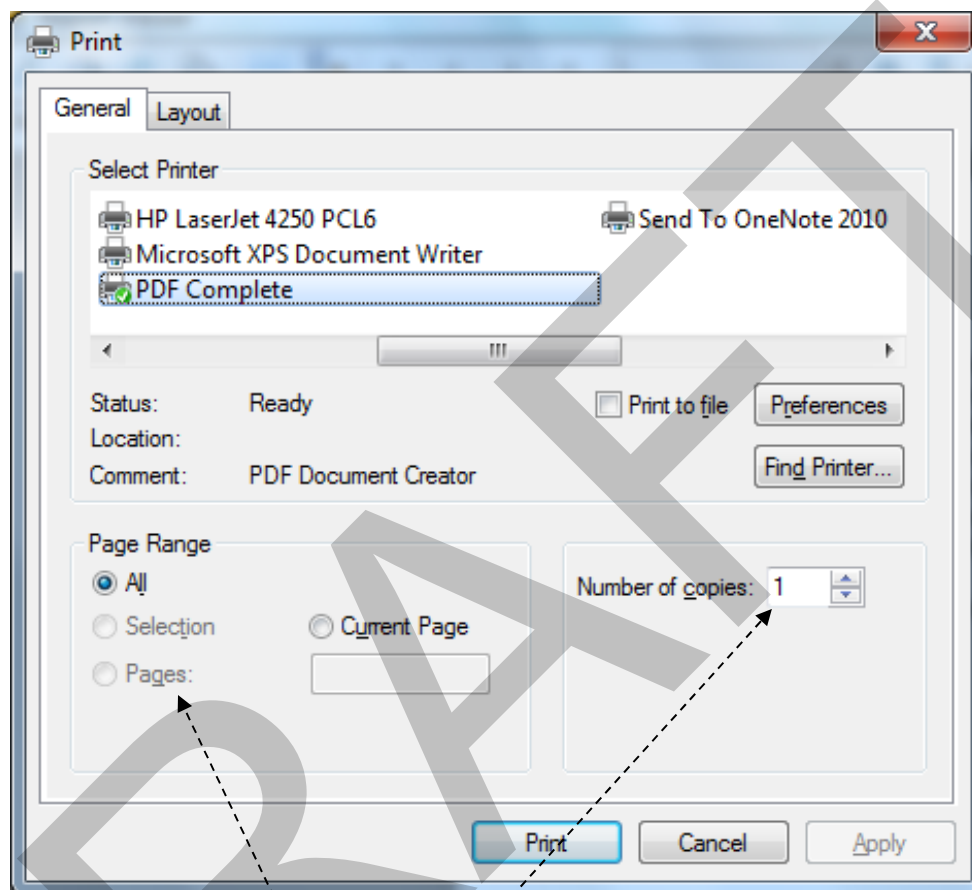 Print
General Layout
Select Printer
HP LaserJet 4250 PCL6 Send To OneNote 2010
Microsoft XPS Document Writer
PDF Complete
Status: Ready Print to file Preferences
Location:
Comment: PDF Document Creator Find Printer...
Page Range
All Number of copies: 1
Selection Current Page
Pages:
Print Cancel Apply
RAFT